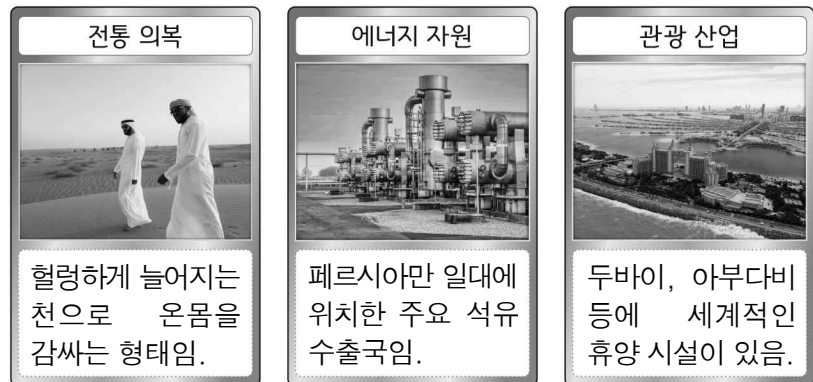 전통 의복
헐렁하게 늘어지는
천으로 온몸을
감싸는 형태임.
에너지 자원
페르시아만 일대에
위치한 주요 석유
수출국임.
관광 산업
두바이, 아부다비
등에 세계적인
휴양 시설이 있음.